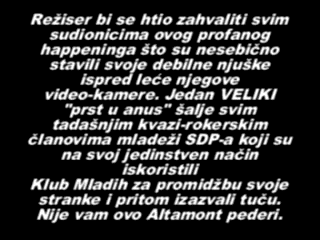 Režiser bi se htio zahvaliti svim
sudionicima ovog profanog
happeninga što su nesebično
stavili svoje debilne njuške
ispred leće njegove
video-kamere. Jedan VELIKI
"prst u anus" šalje svim
tadašnjim kvazi-rokerskim
članovima mladeži SDP-a koji su
na svoj jedinstven način
iskoristili
Klub Mladih za promidžbu svoje
stranke i pritom izazvali tuču.
Nije vam ovo Altamont pederi.